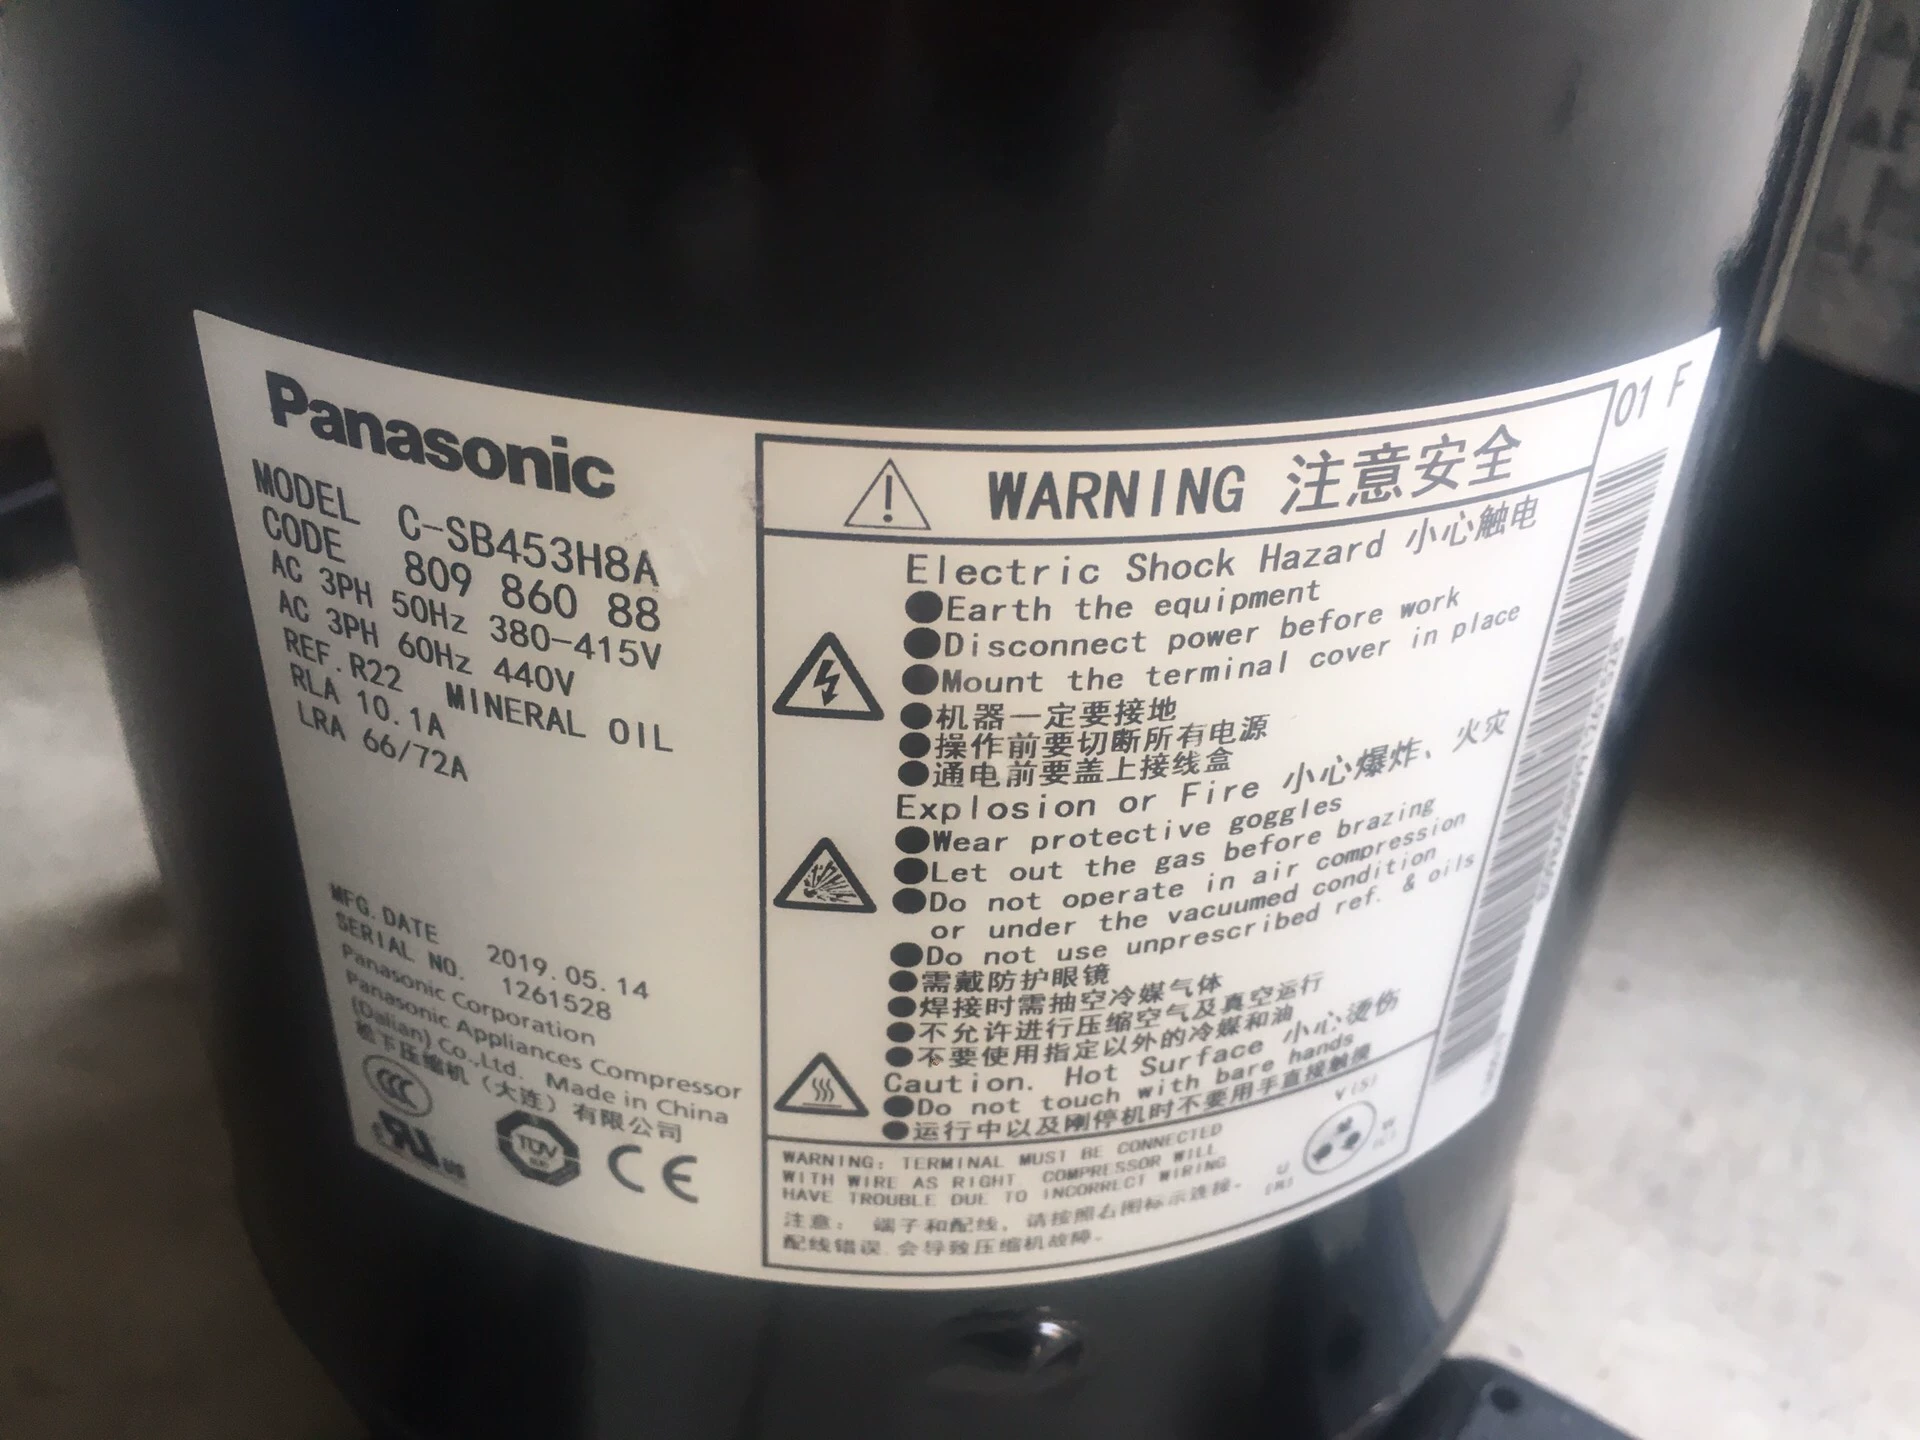 Panasonic
MODEL C-SB453H8A
CODE 809 860 88
AC 3PH 50Hz 380-415V
AC 3PH 60Hz 440V
REF.R22 MINERAL OIL
RLA 10.1A
LRA 66/72A
MFG.DATE 2019.05.14
SERIAL NO. 1261528
Panasonic Corporation
Panasonic Appliances Compressor
(Dalian) Co.,Ltd. Made in China
松下压缩机（大连）有限公司
CCC
RU US
TÜV
CE
WARNING 注意安全
Electric Shock Hazard 小心触电
●Earth the equipment
●Disconnect power before work
●Mount the terminal cover in place
●机器一定要接地
●操作前要切断所有电源
●通电前要盖上接线盒
Explosion or Fire 小心爆炸、火灾
●Wear protective goggles
●Let out the gas before brazing
●Do not operate in air compression
or under the vacuumed condition
●Do not use unprescribed ref. & oils
●需戴防护眼镜
●焊接时需抽空冷媒气体
●不允许进行压缩空气及真空运行
●不要使用指定以外的冷媒和油
Caution. Hot Surface 小心烫伤
●Do not touch with bare hands
●运行中以及刚停机时不要用手直接触摸
WARNING: TERMINAL MUST BE CONNECTED
WITH WIRE AS RIGHT COMPRESSOR WILL
HAVE TROUBLE DUE TO INCORRECT WIRING
注意： 端子和配线，请按照右图标示连接。
配线错误 会导致压缩机故障。
V(S)
U
W
01 F